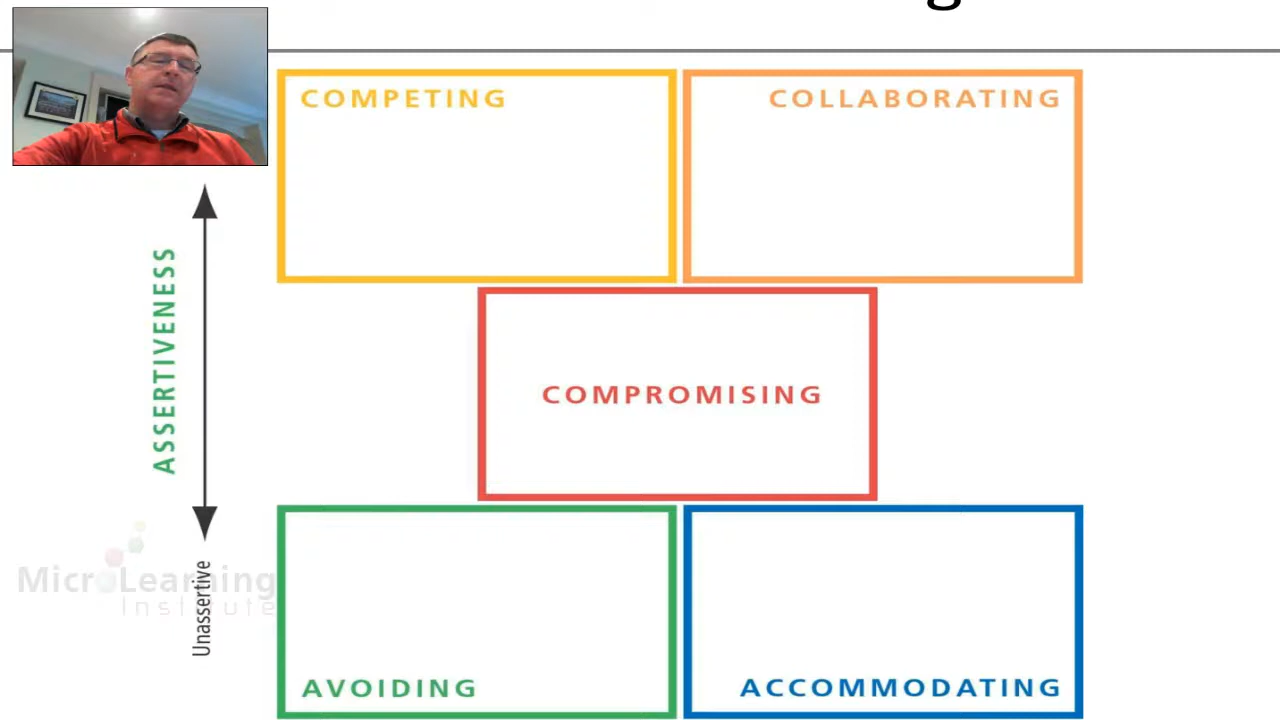 COMPETING
COLLABORATING
ASSERTIVENESS
COMPROMISING
Unassertive
MicroLearning
Institute
AVOIDING
ACCOMMODATING